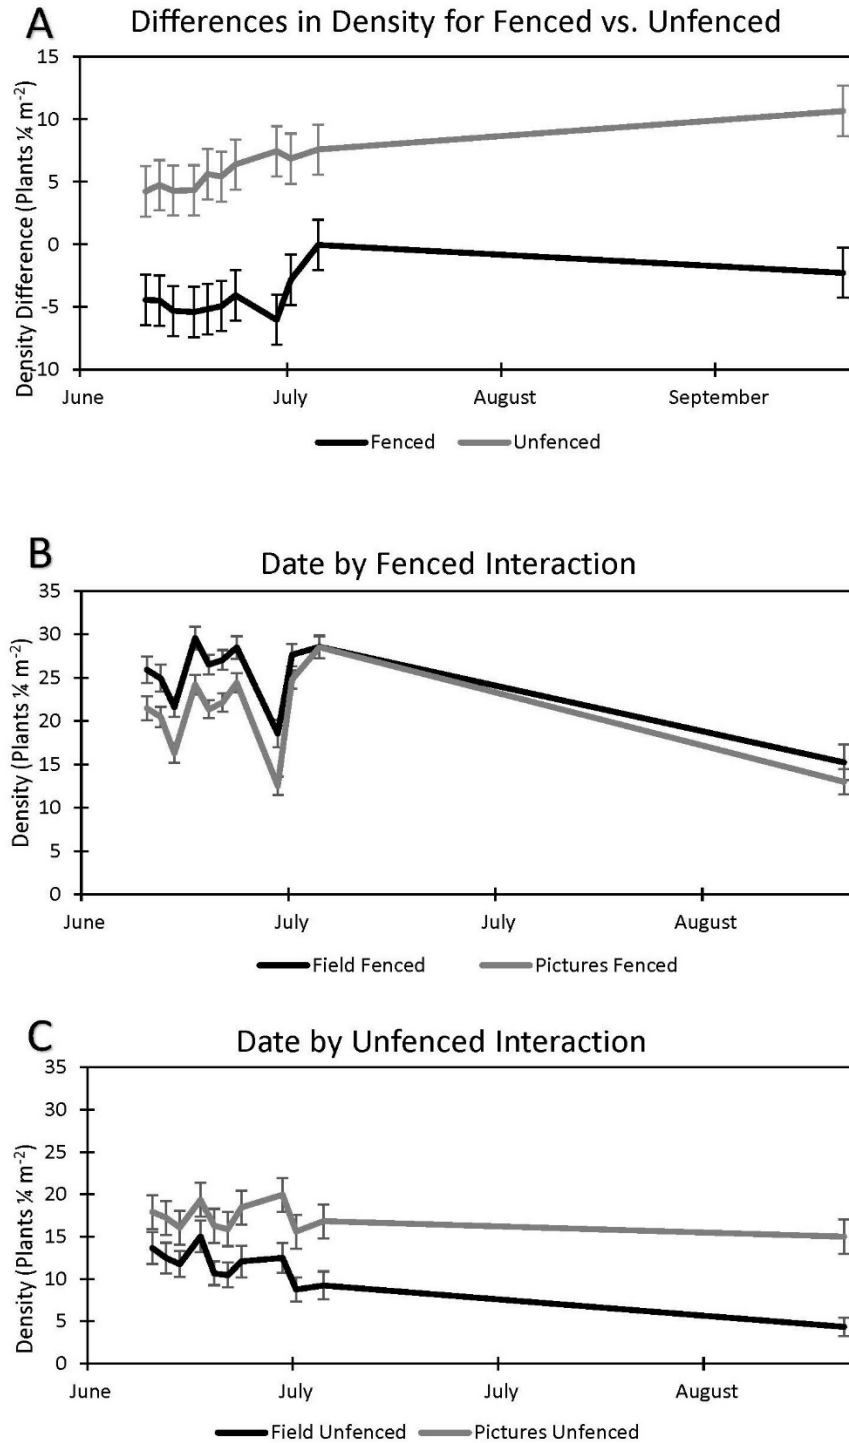 A
Differences in Density for Fenced vs. Unfenced
Density Difference (Plants ¼ m⁻²)
15
10
5
0
-5
-10
June July August September
Fenced Unfenced
B
Date by Fenced Interaction
Density (Plants ¼ m⁻²)
35
30
25
20
15
10
5
0
June July July August
Field Fenced Pictures Fenced
C
Date by Unfenced Interaction
Density (Plants ¼ m⁻²)
35
30
25
20
15
10
5
0
June July July August
Field Unfenced Pictures Unfenced